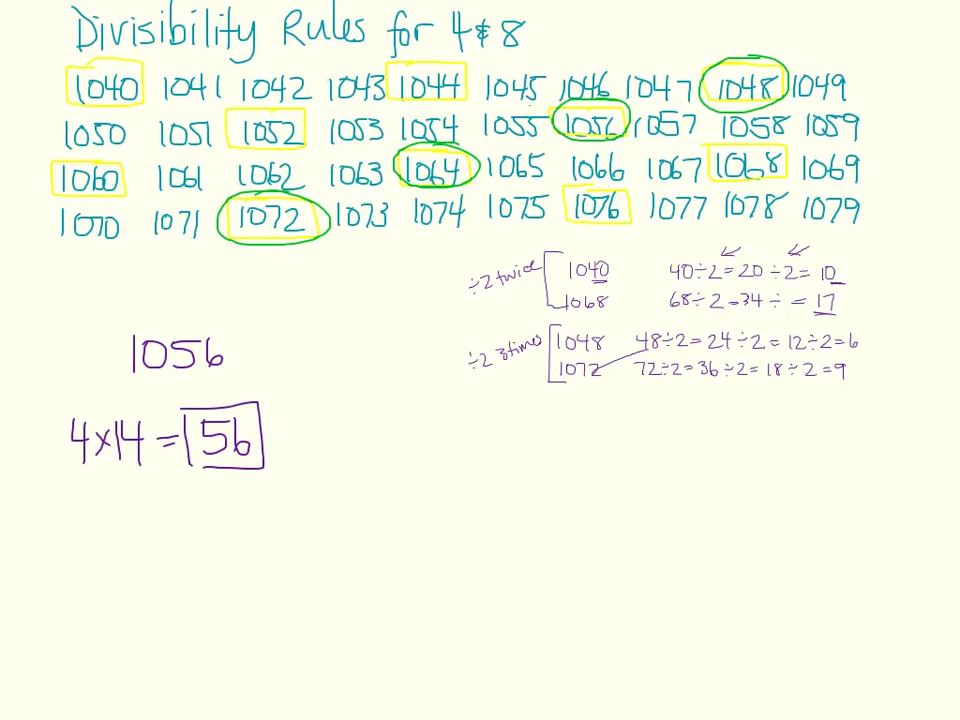 Divisibility Rules for 4 & 8
1040 1041 1042 1043 1044 1045 1046 1047 1048 1049
1050 1051 1052 1053 1054 1055 1056 1057 1058 1059
1060 1061 1062 1063 1064 1065 1066 1067 1068 1069
1070 1071 1072 1073 1074 1075 1076 1077 1078 1079
÷2 twice 1040 40÷2=20÷2=10
1068 68÷2=34÷=17
÷2 3times 1048 48÷2=24÷2=12÷2=6
1072 72÷2=36÷2=18÷2=9
1056
4×14=56